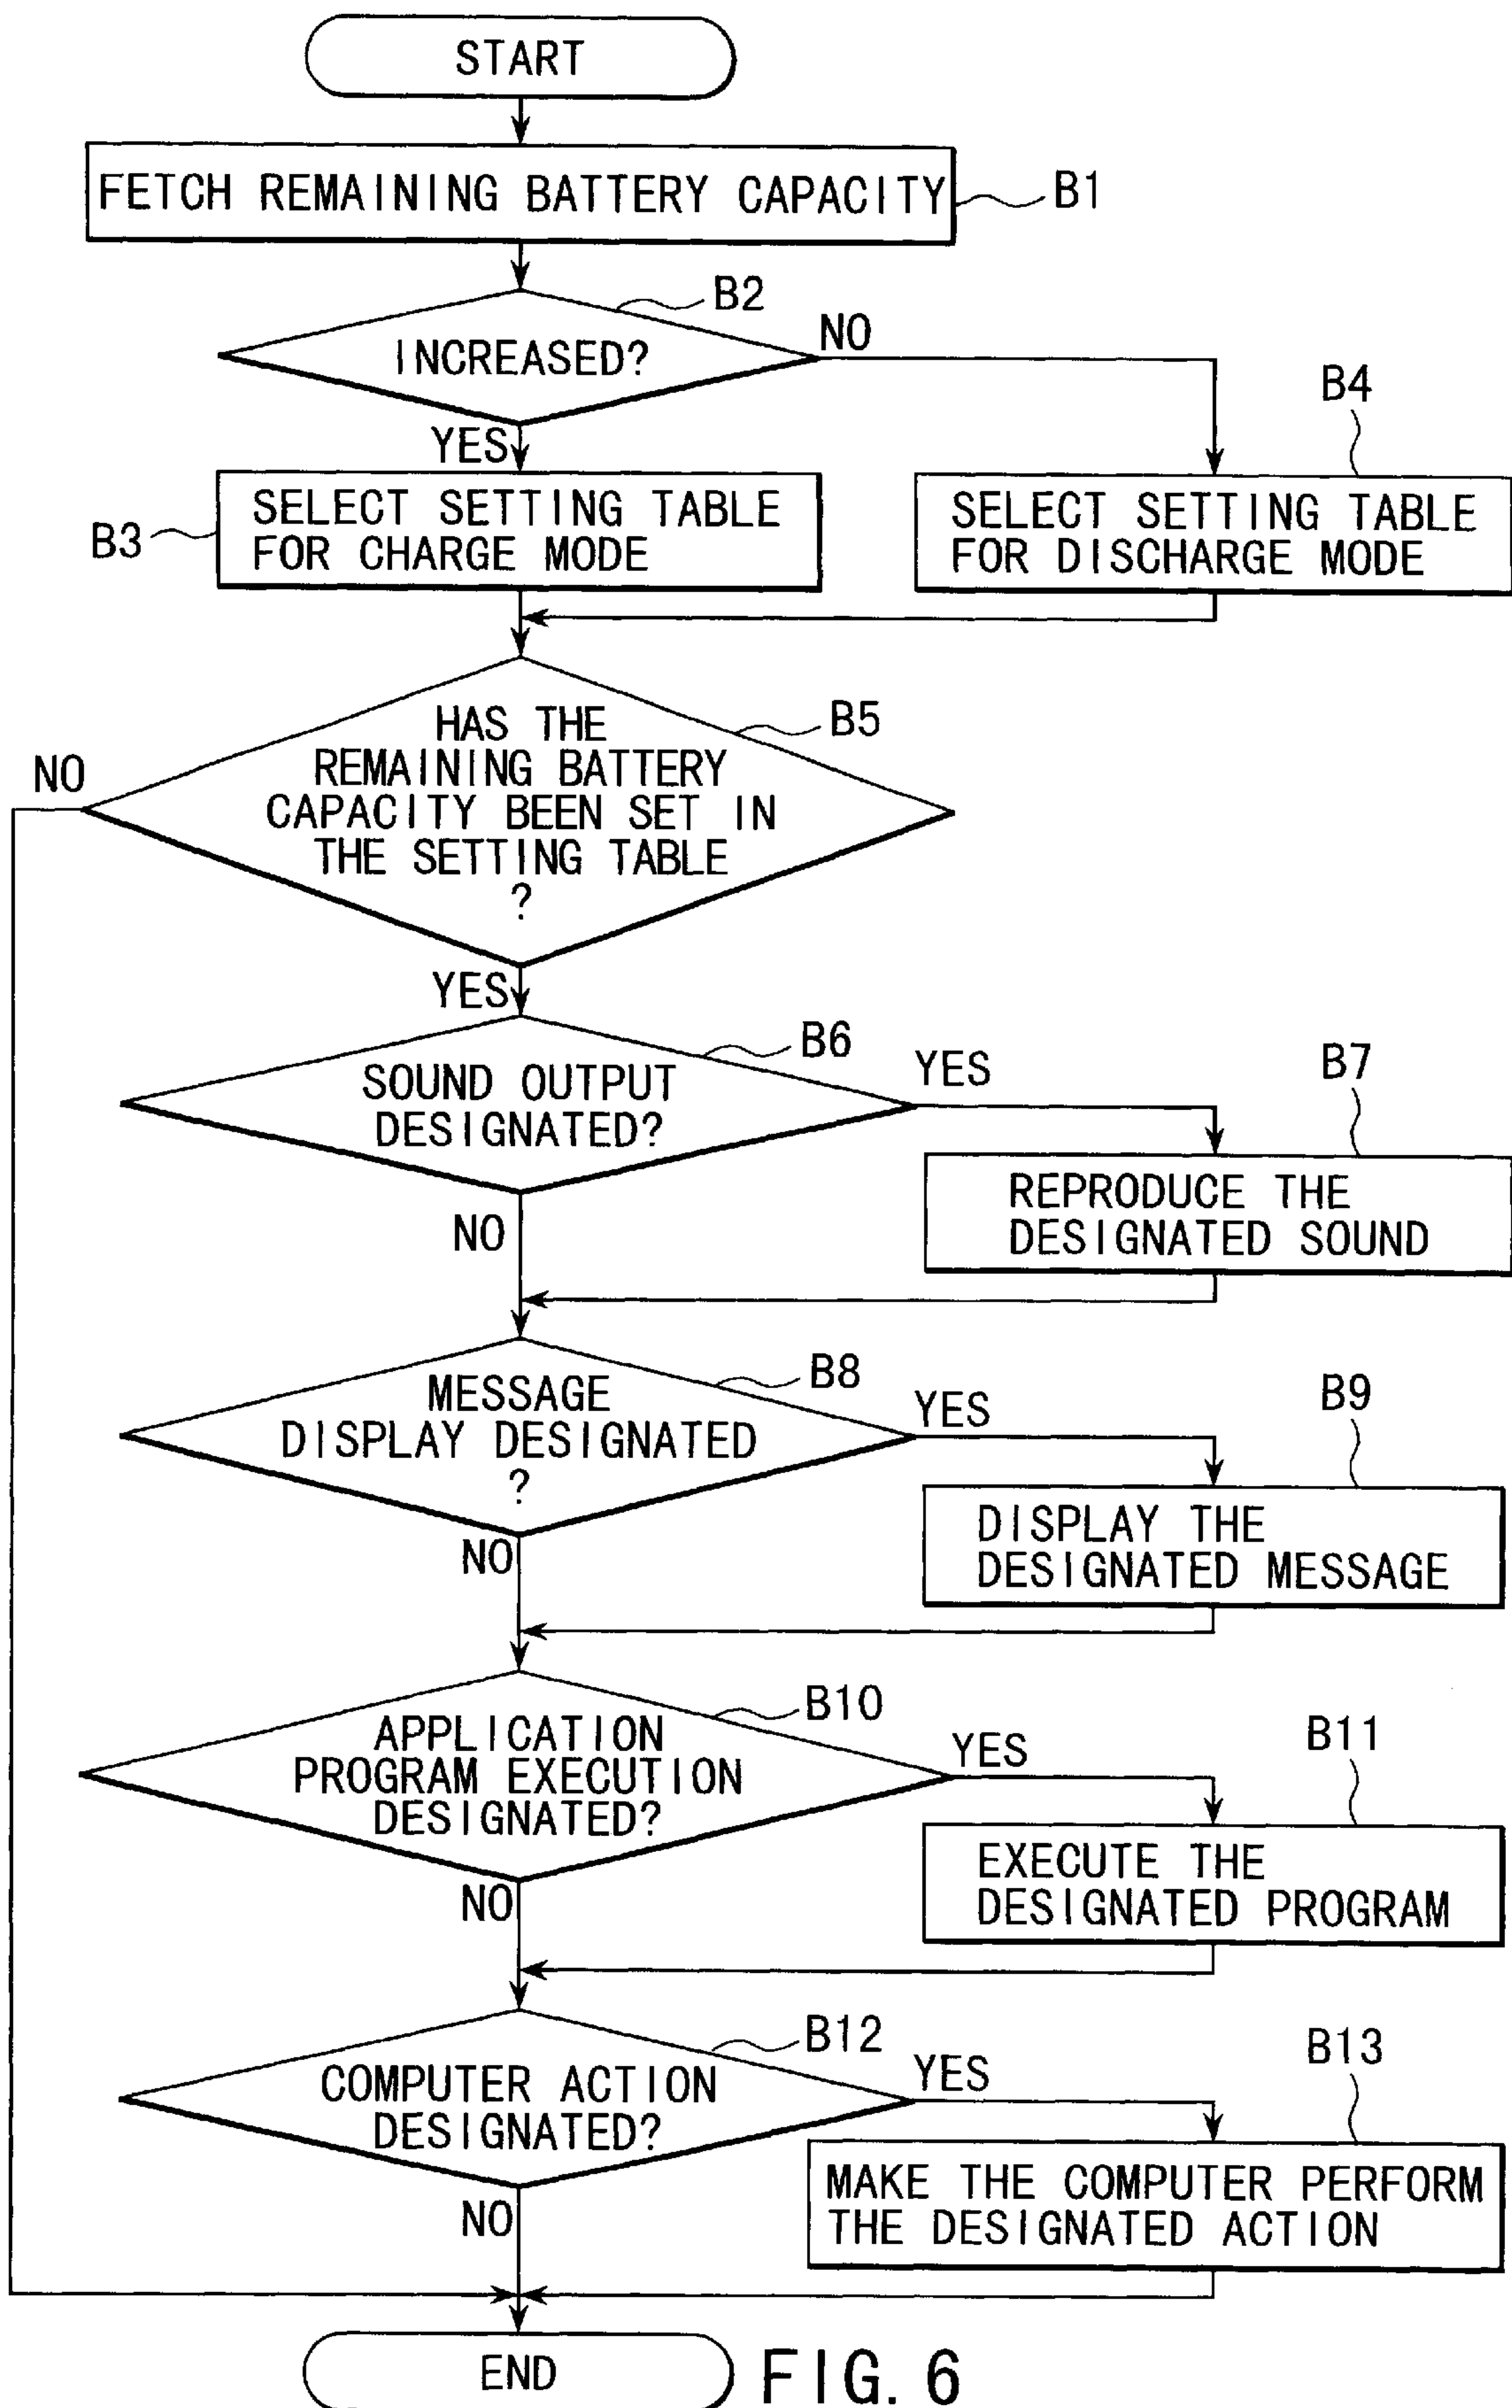 START
FETCH REMAINING BATTERY CAPACITY
B1
B2
INCREASED?
NO
YES
B4
B3
SELECT SETTING TABLE
FOR CHARGE MODE
SELECT SETTING TABLE
FOR DISCHARGE MODE
B5
HAS THE
REMAINING BATTERY
CAPACITY BEEN SET IN
THE SETTING TABLE
?
NO
YES
B6
SOUND OUTPUT
DESIGNATED?
YES
B7
REPRODUCE THE
DESIGNATED SOUND
NO
B8
MESSAGE
DISPLAY DESIGNATED
?
YES
B9
DISPLAY THE
DESIGNATED MESSAGE
NO
B10
APPLICATION
PROGRAM EXECUTION
DESIGNATED?
YES
B11
EXECUTE THE
DESIGNATED PROGRAM
NO
B12
COMPUTER ACTION
DESIGNATED?
YES
B13
MAKE THE COMPUTER PERFORM
THE DESIGNATED ACTION
NO
END
FIG. 6